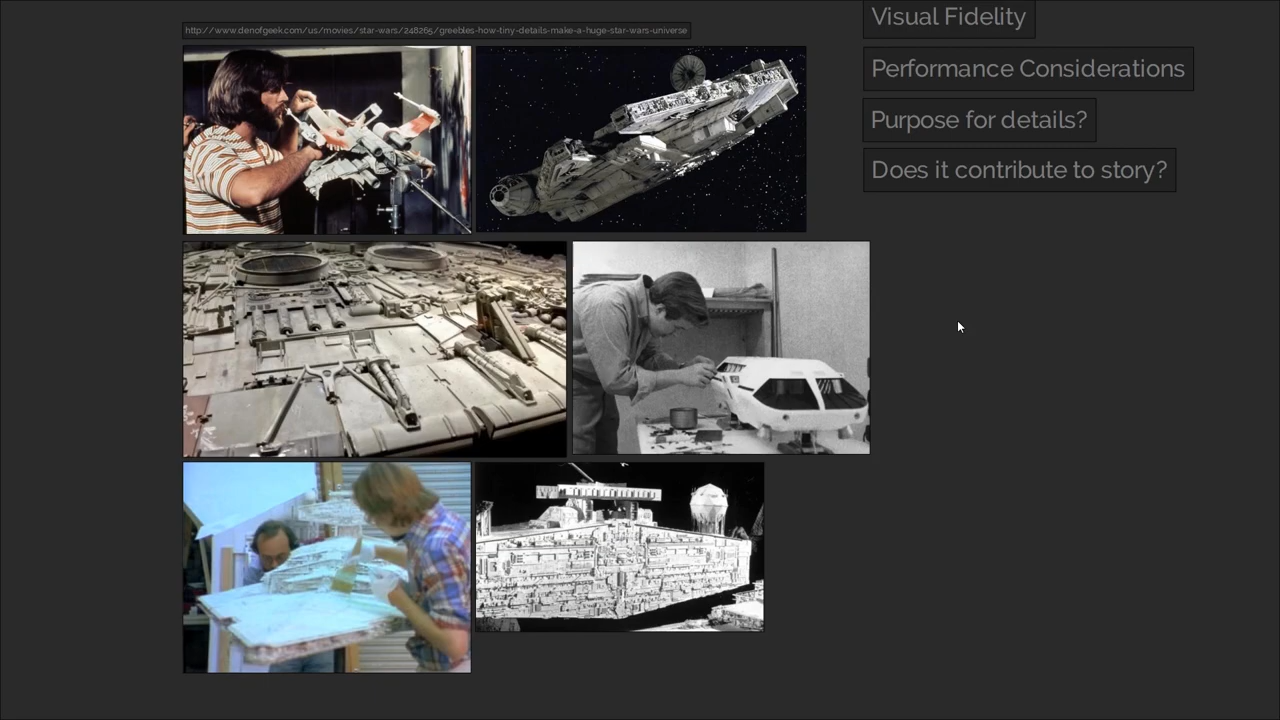 http://www.denofgeek.com/us/movies/star-wars/248265/greebles-how-tiny-details-make-a-huge-star-wars-universe
Visual Fidelity
Performance Considerations
Purpose for details?
Does it contribute to story?